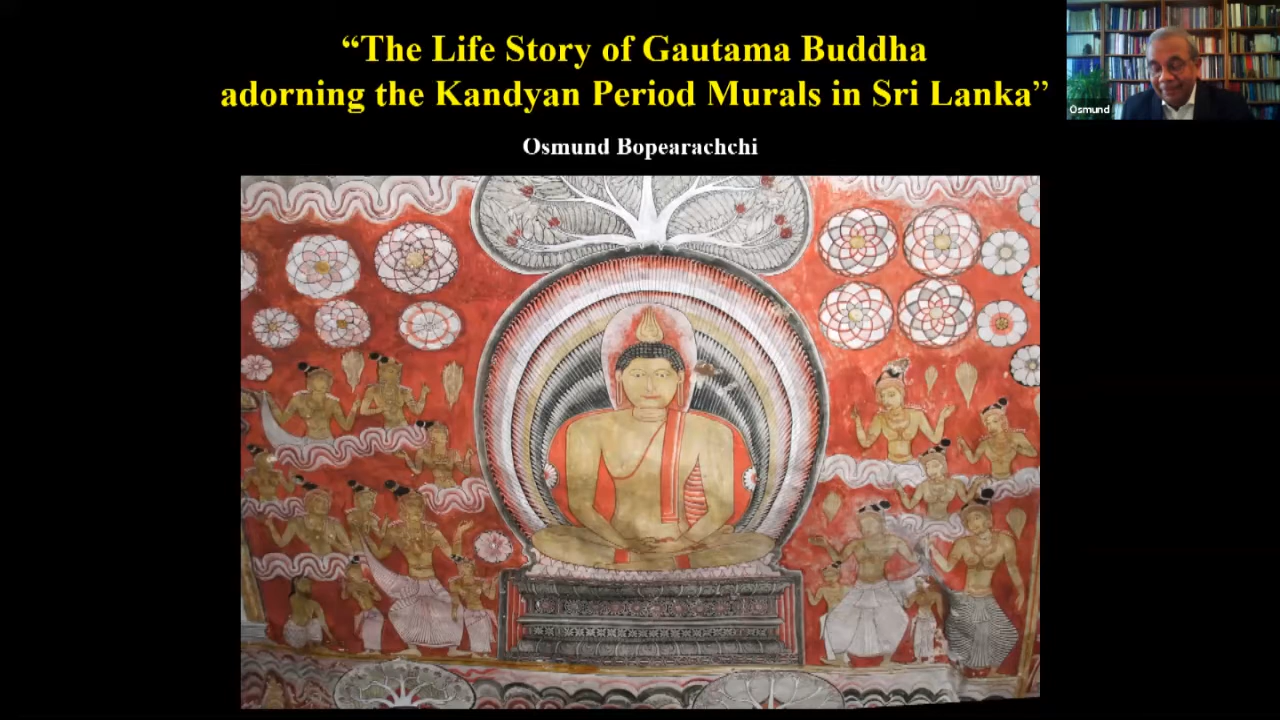 “The Life Story of Gautama Buddha
adorning the Kandyan Period Murals in Sri Lanka”
Osmund
Osmund Bopearachchi